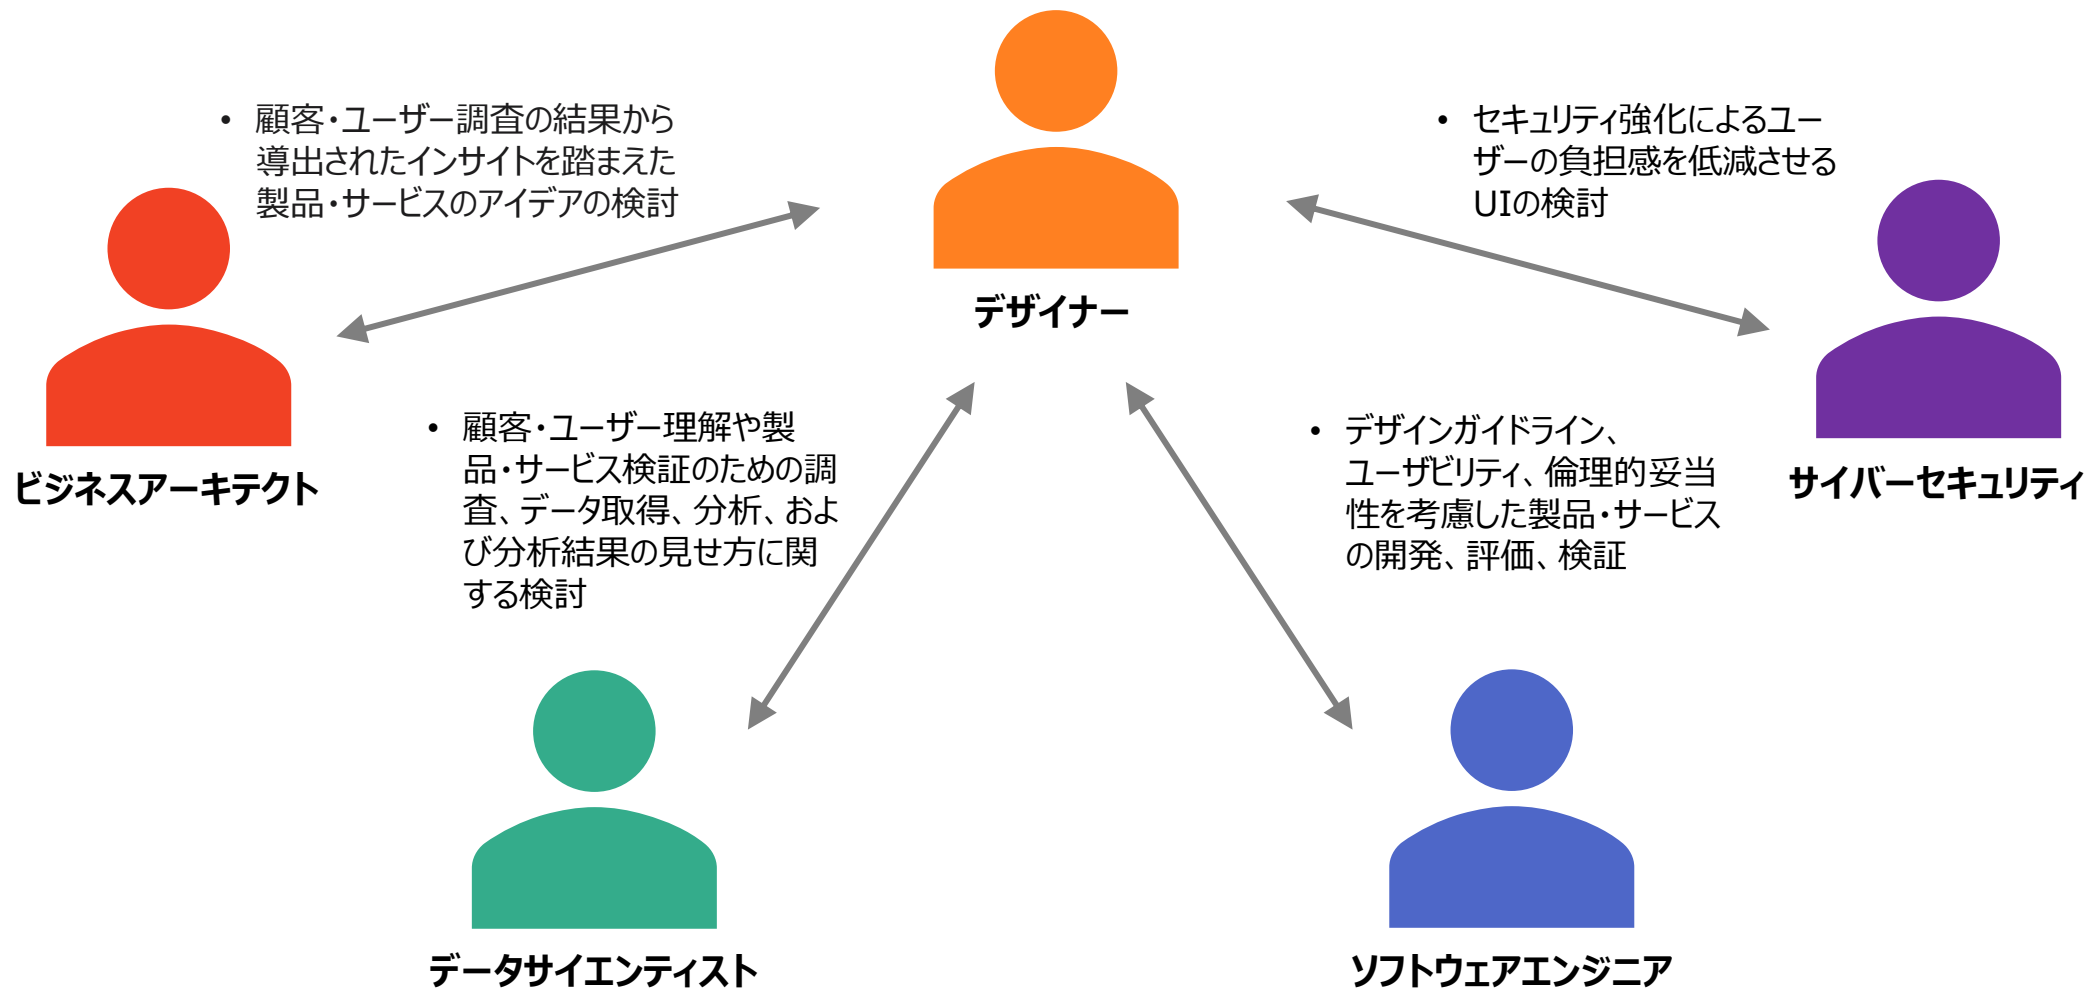 • 顧客・ユーザー調査の結果から
導出されたインサイトを踏まえた
製品・サービスのアイデアの検討
• セキュリティ強化によるユー
ザーの負担感を低減させる
UIの検討
デザイナー
ビジネスアーキテクト
サイバーセキュリティ
• 顧客・ユーザー理解や製
品・サービス検証のための調
査、データ取得、分析、およ
び分析結果の見せ方に関
する検討
• デザインガイドライン、
ユーザビリティ、倫理的妥当
性を考慮した製品・サービス
の開発、評価、検証
データサイエンティスト
ソフトウェアエンジニア